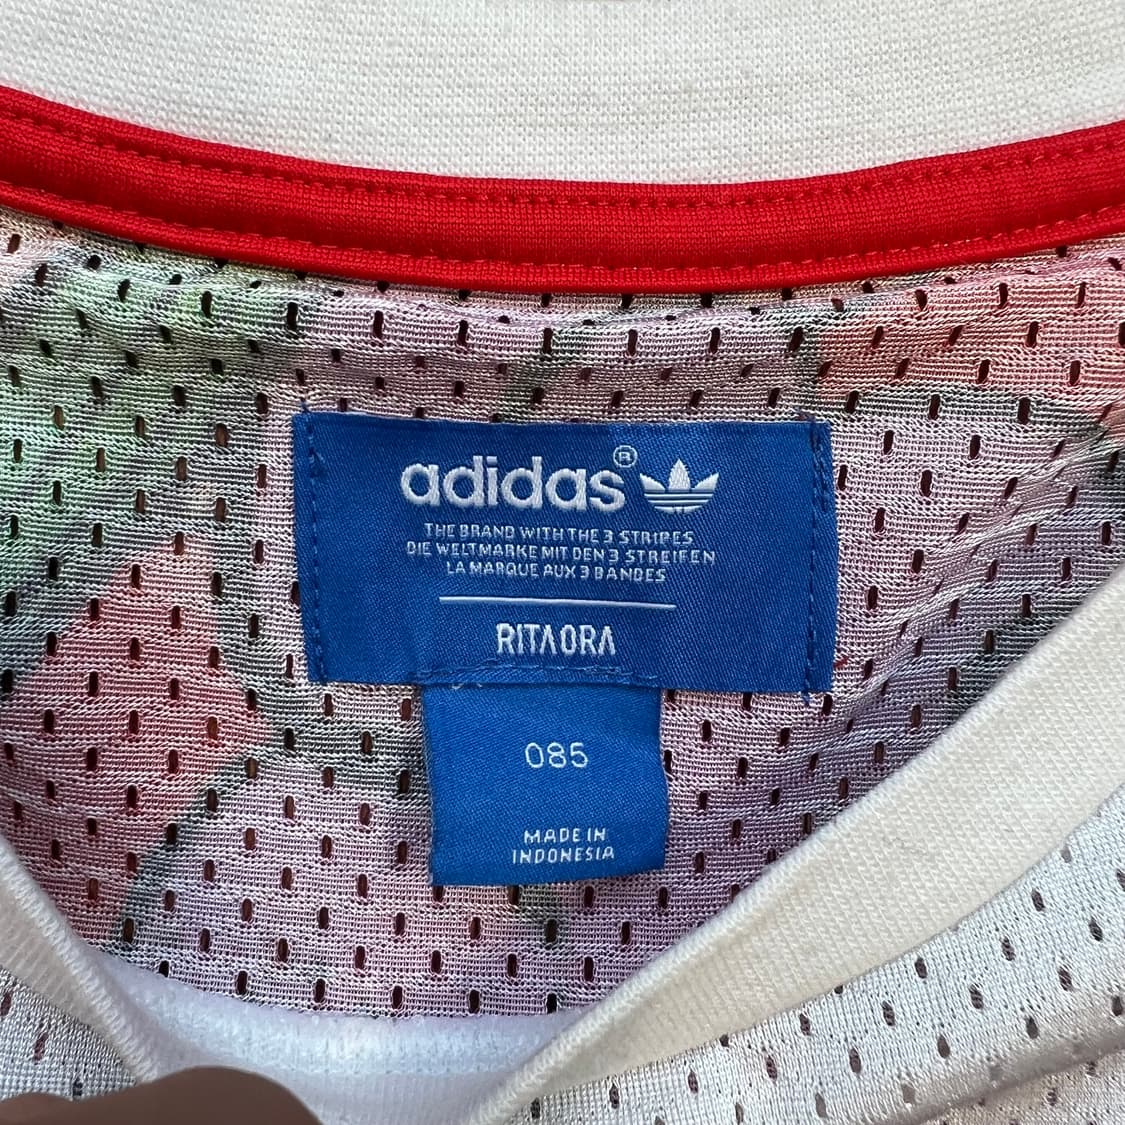 adidas®
THE BRAND WITH THE 3 STRIPES
DIE WELTMARKE MIT DEN 3 STREIFEN
LA MARQUE AUX 3 BANDES
RITA ORA
085
MADE IN
INDONESIA